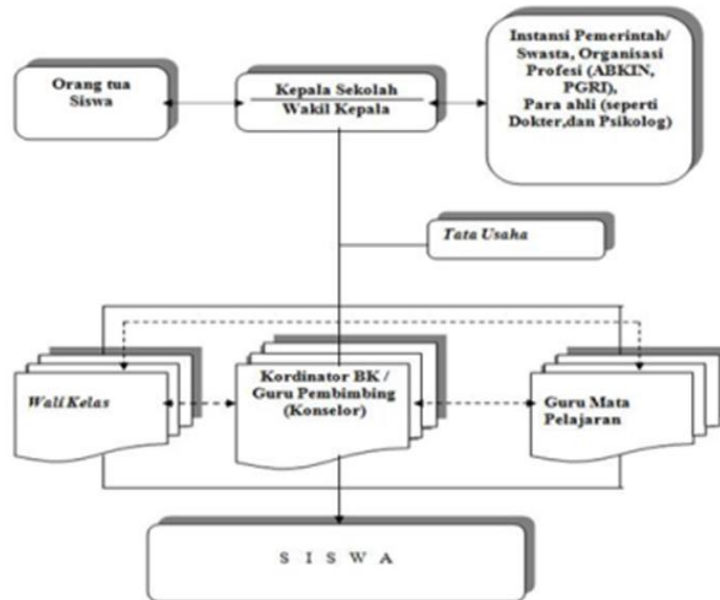 Orang tua
Siswa
Kepala Sekolah
Wakil Kepala
Instansi Pemerintah/
Swasta, Organisasi
Profesi (ABKIN,
PGRI),
Para ahli (seperti
Dokter,dan Psikolog)
Tata Usaha
Wali Kelas
Kordinator BK /
Guru Pembimbing
(Konselor)
Guru Mata
Pelajaran
S I S W A